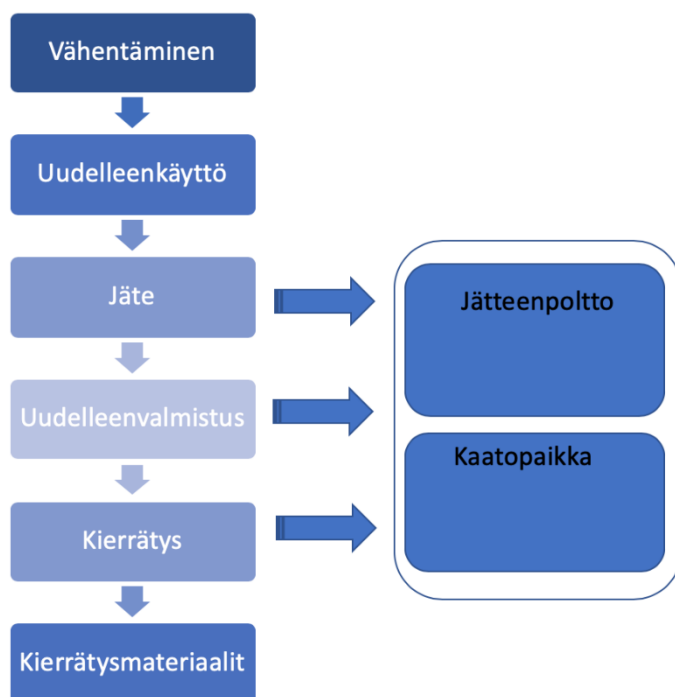 Vähentäminen
Uudelleenkäyttö
Jäte
Uudelleenvalmistus
Kierrätys
Kierrätysmateriaalit
Jätteenpoltto
Kaatopaikka